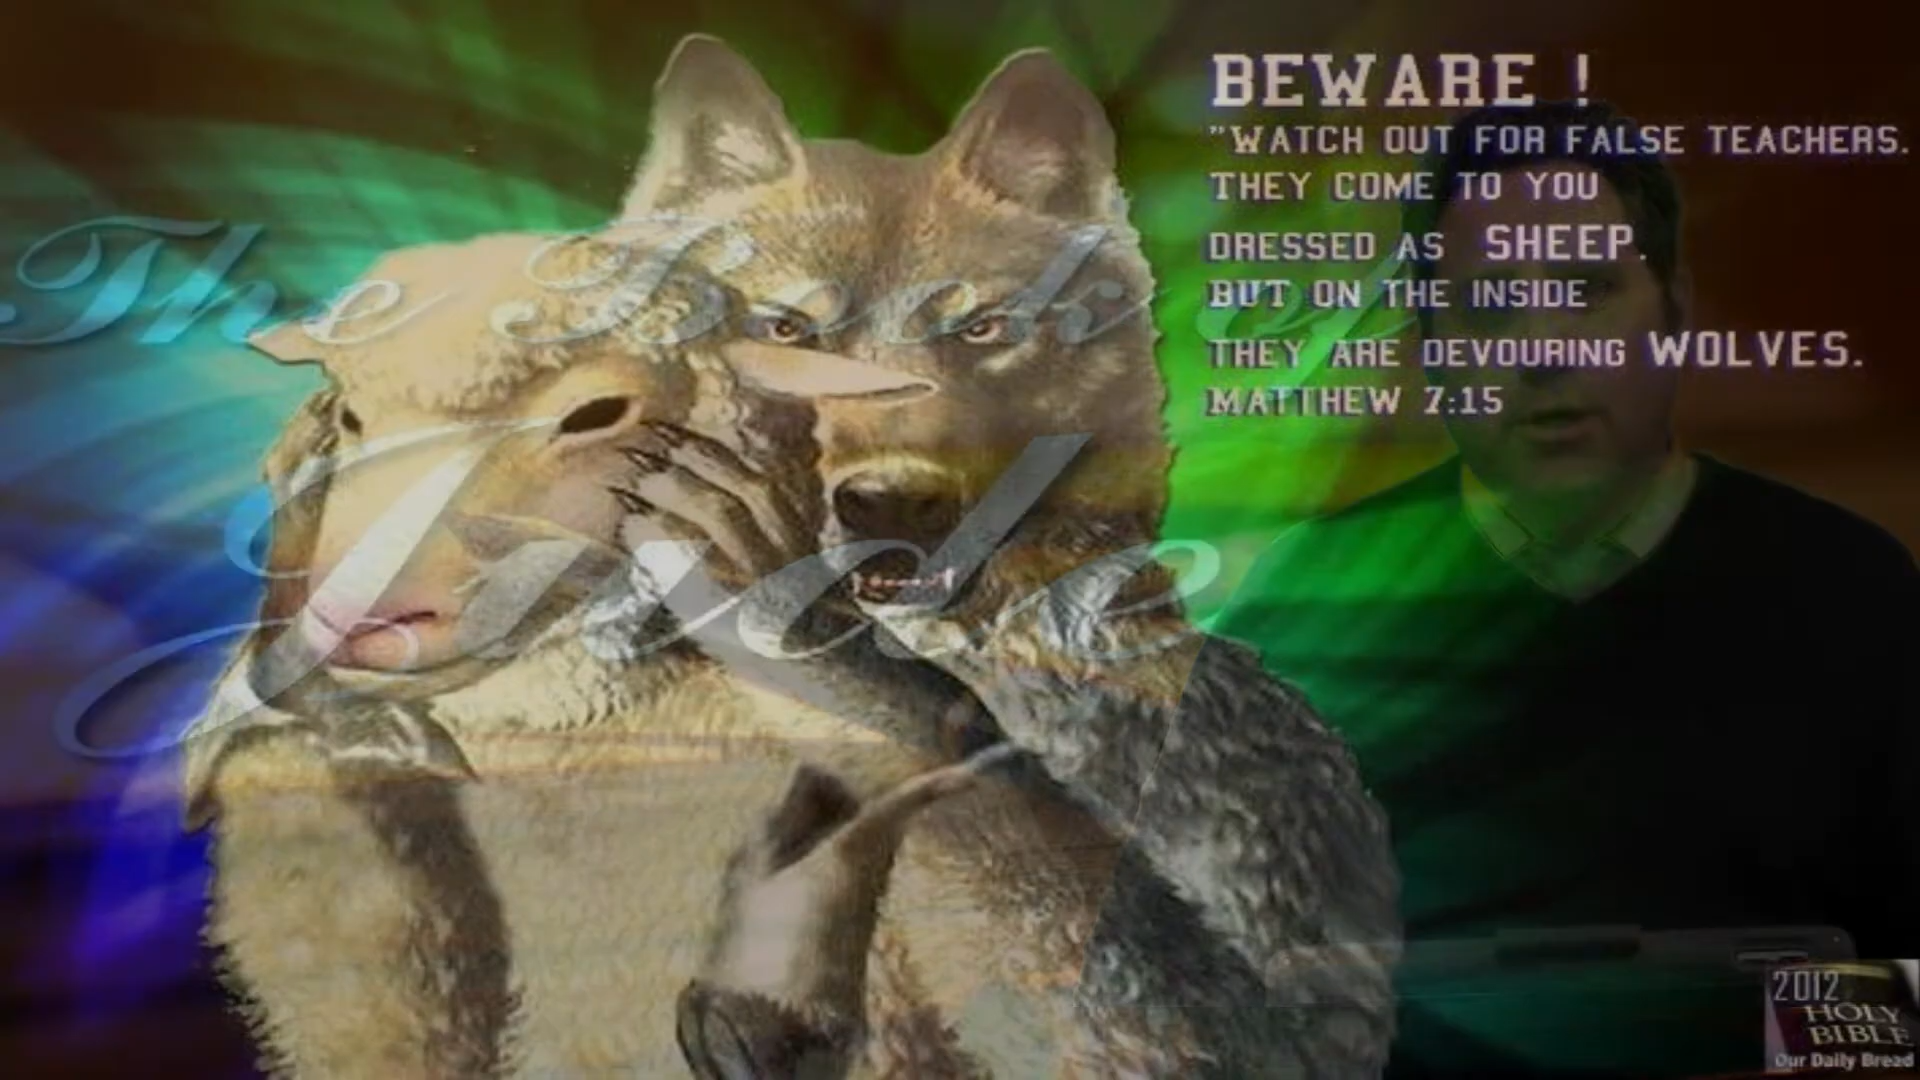 BEWARE !
"WATCH OUT FOR FALSE TEACHERS.
THEY COME TO YOU
DRESSED AS SHEEP.
BUT ON THE INSIDE
THEY ARE DEVOURING WOLVES.
MATTHEW 7:15
The Book of
Jude
2012
HOLY
BIBLE
Our Daily Bread